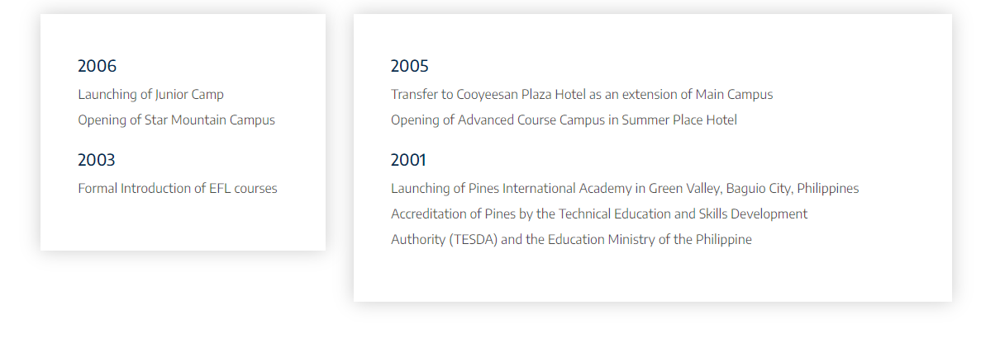 2006
Launching of Junior Camp
Opening of Star Mountain Campus
2003
Formal Introduction of EFL courses
2005
Transfer to Cooyeesan Plaza Hotel as an extension of Main Campus
Opening of Advanced Course Campus in Summer Place Hotel
2001
Launching of Pines International Academy in Green Valley, Baguio City, Philippines
Accreditation of Pines by the Technical Education and Skills Development
Authority (TESDA) and the Education Ministry of the Philippine